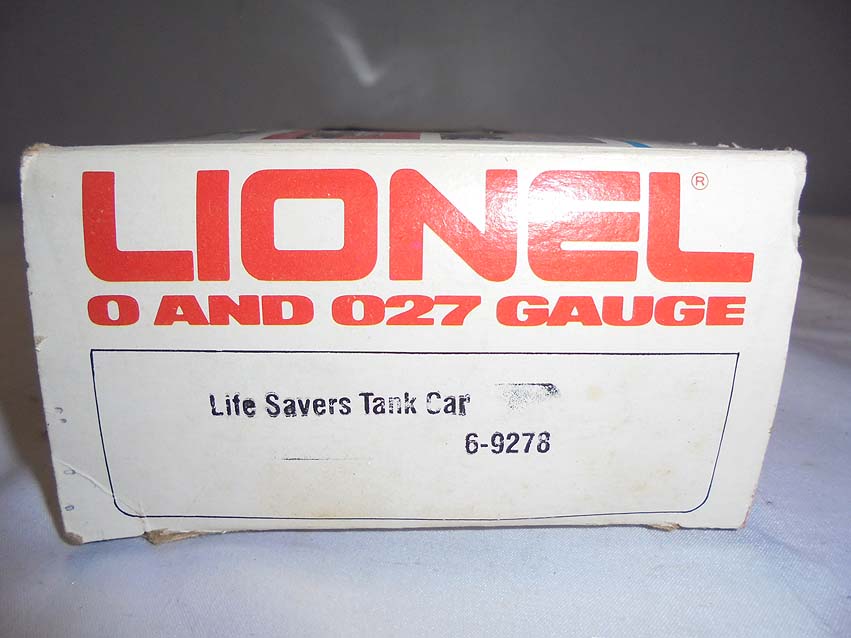 LIONEL®
O AND O27 GAUGE
Life Savers Tank Car
6-9278